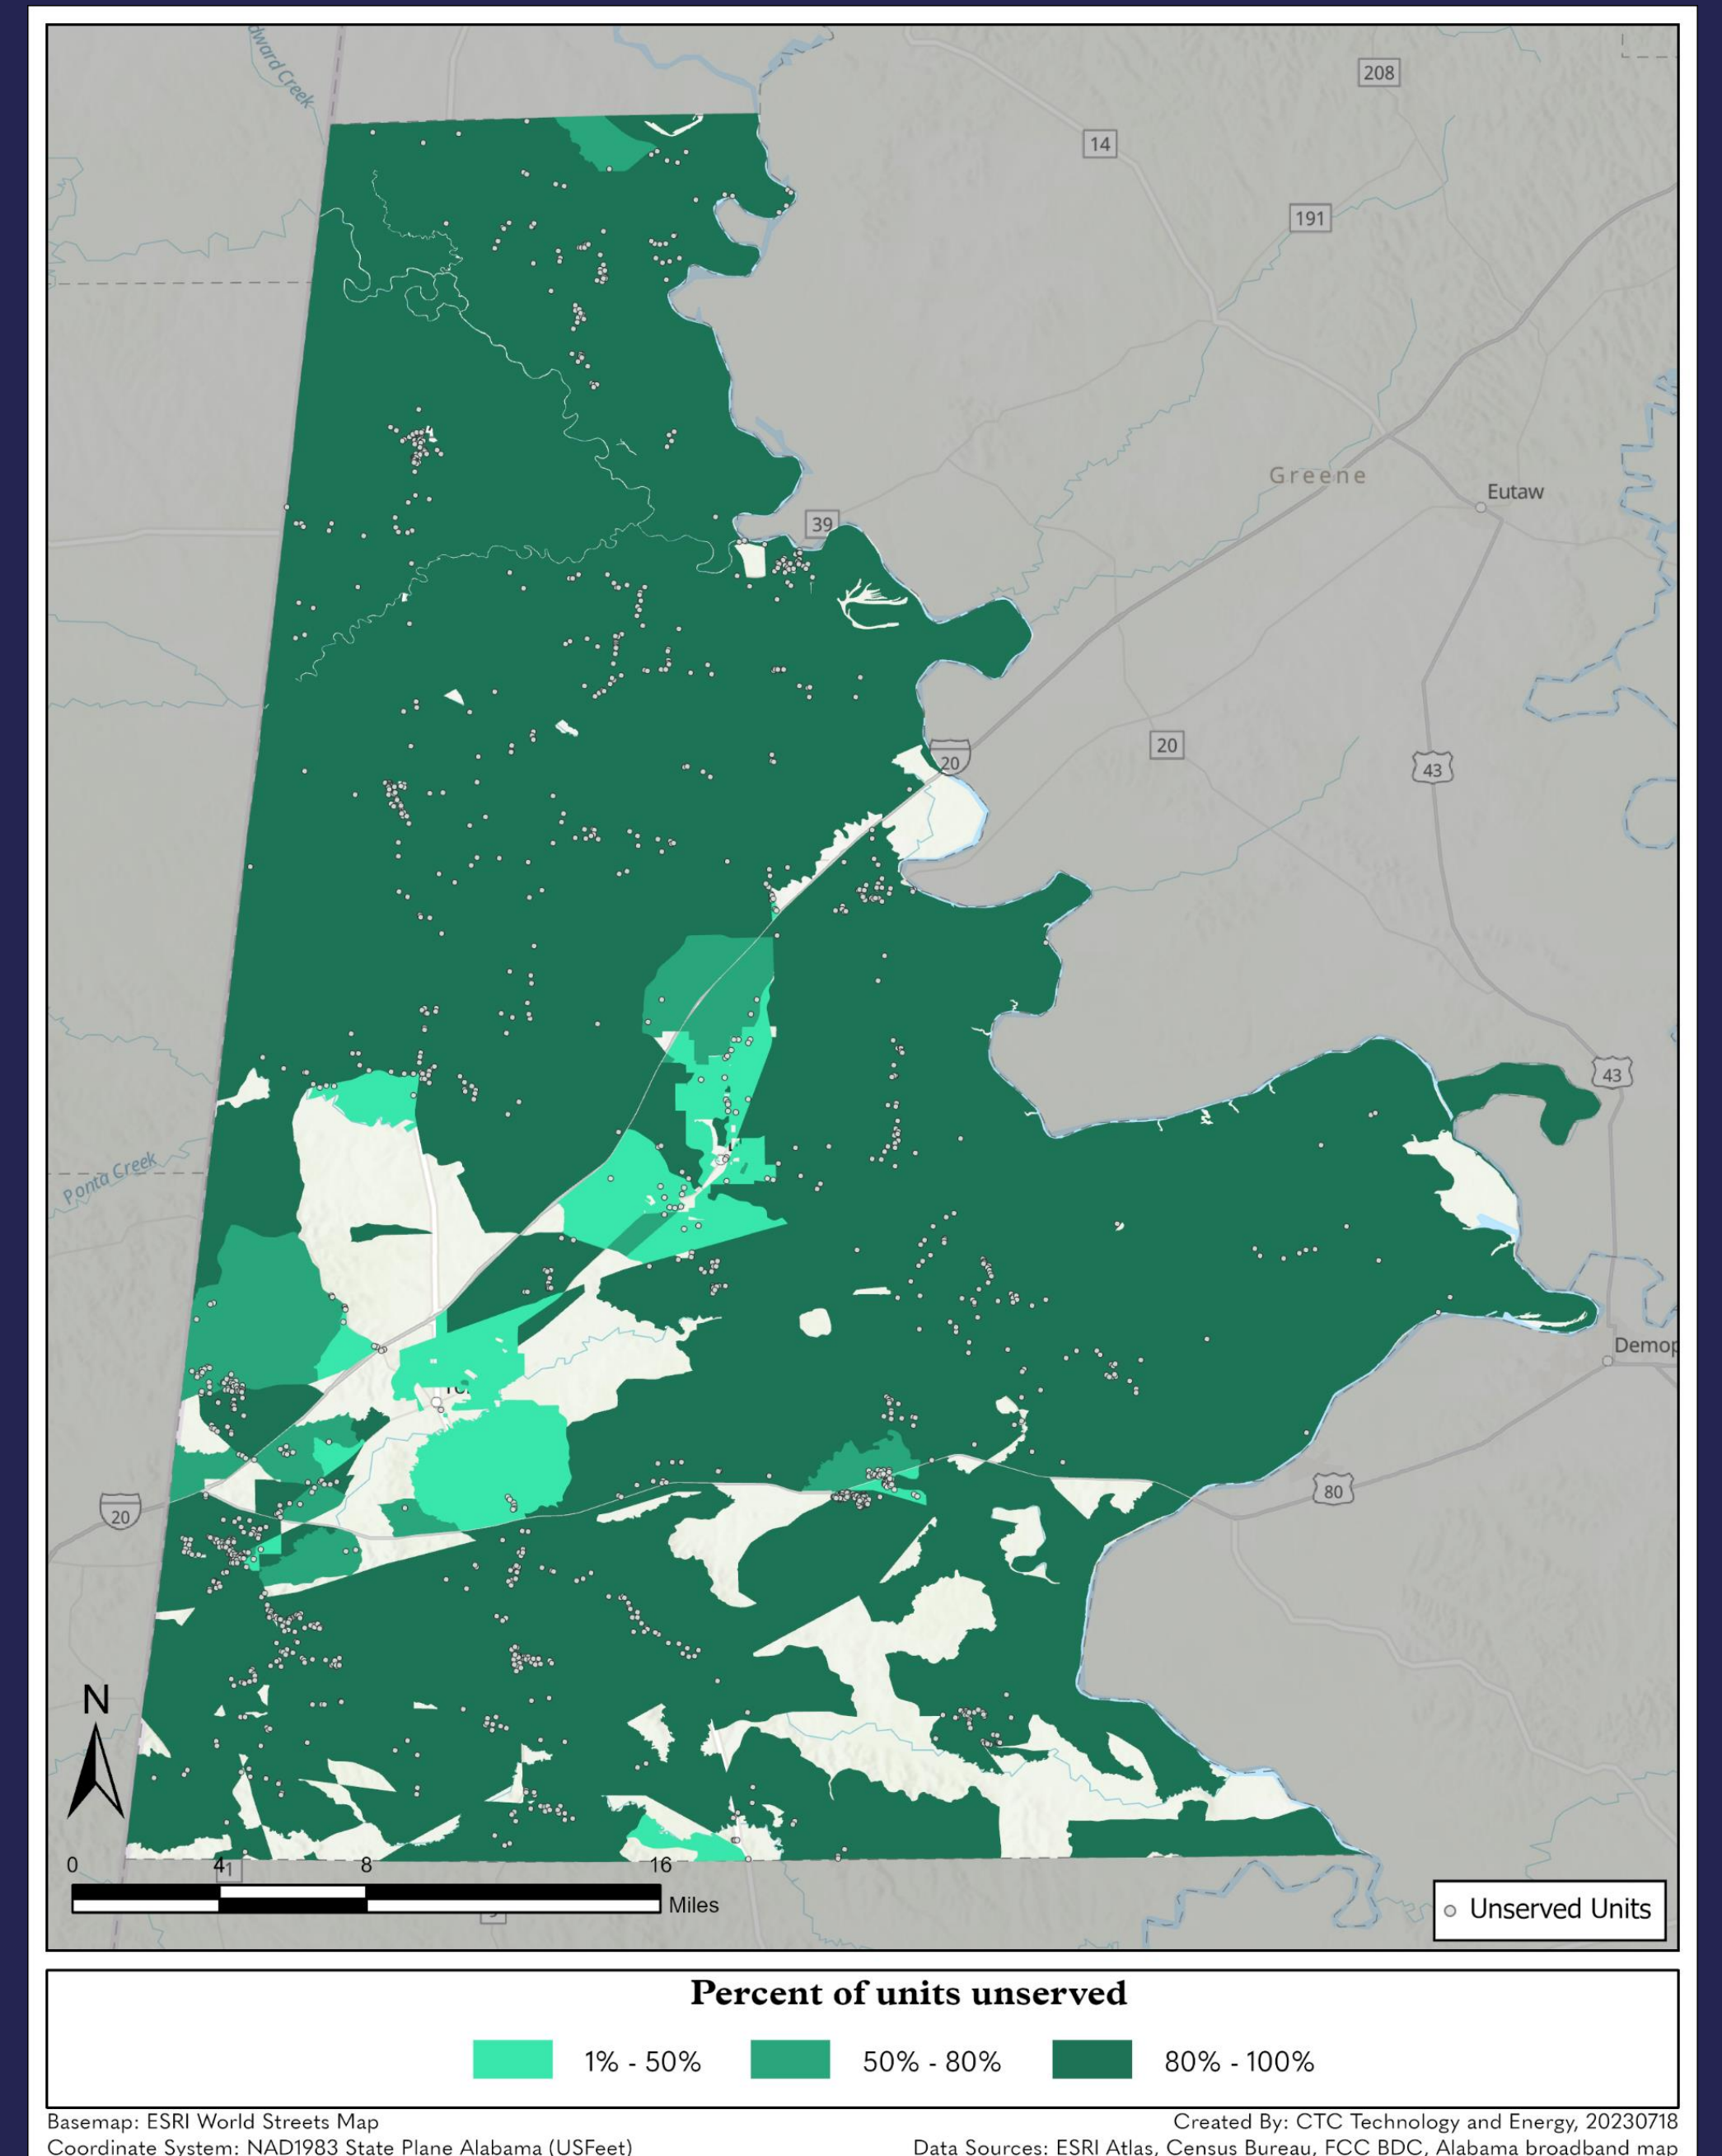 dward Creek
208
14
191
Greene
Eutaw
39
20
20
43
43
Ponta Creek
Demop
80
20
N
0 4 8 16
1
Miles
Unserved Units
Percent of units unserved
1% - 50%
50% - 80%
80% - 100%
Basemap: ESRI World Streets Map
Created By: CTC Technology and Energy, 20230718
Coordinate System: NAD1983 State Plane Alabama (USFeet)
Data Sources: ESRI Atlas, Census Bureau, FCC BDC, Alabama broadband map